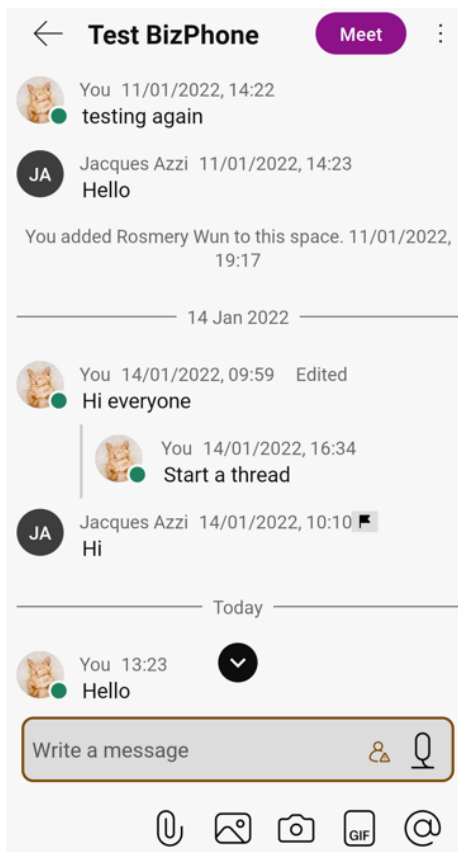 Test BizPhone Meet
You 11/01/2022, 14:22
testing again
JA Jacques Azzi 11/01/2022, 14:23
Hello
You added Rosmery Wun to this space. 11/01/2022,
19:17
14 Jan 2022
You 14/01/2022, 09:59 Edited
Hi everyone
You 14/01/2022, 16:34
Start a thread
JA Jacques Azzi 14/01/2022, 10:10
Hi
Today
You 13:23
Hello
Write a message
GIF @